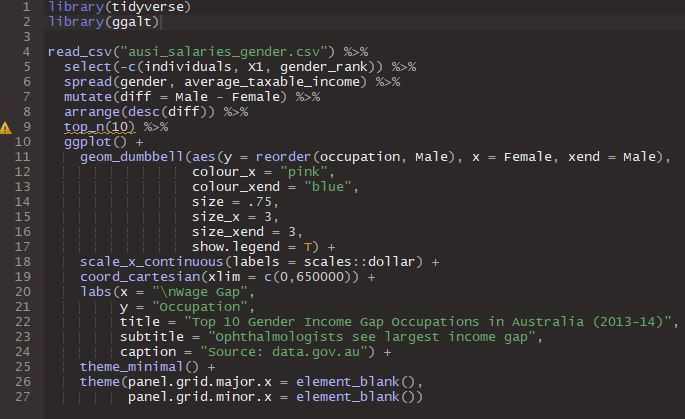 1 library(tidyverse)
2 library(ggalt)
3
4 read_csv("ausi_salaries_gender.csv") %>%
5   select(-c(individuals, X1, gender_rank)) %>%
6   spread(gender, average_taxable_income) %>%
7   mutate(diff = Male - Female) %>%
8   arrange(desc(diff)) %>%
9   top_n(10) %>%
10   ggplot() +
11     geom_dumbbell(aes(y = reorder(occupation, Male), x = Female, xend = Male),
12                   colour_x = "pink",
13                   colour_xend = "blue",
14                   size = .75,
15                   size_x = 3,
16                   size_xend = 3,
17                   show.legend = T) +
18     scale_x_continuous(labels = scales::dollar) +
19     coord_cartesian(xlim = c(0,650000)) +
20     labs(x = "\nWage Gap",
21          y = "Occupation",
22          title = "Top 10 Gender Income Gap Occupations in Australia (2013-14)",
23          subtitle = "Ophthalmologists see largest income gap",
24          caption = "Source: data.gov.au") +
25     theme_minimal() +
26     theme(panel.grid.major.x = element_blank(),
27           panel.grid.minor.x = element_blank())